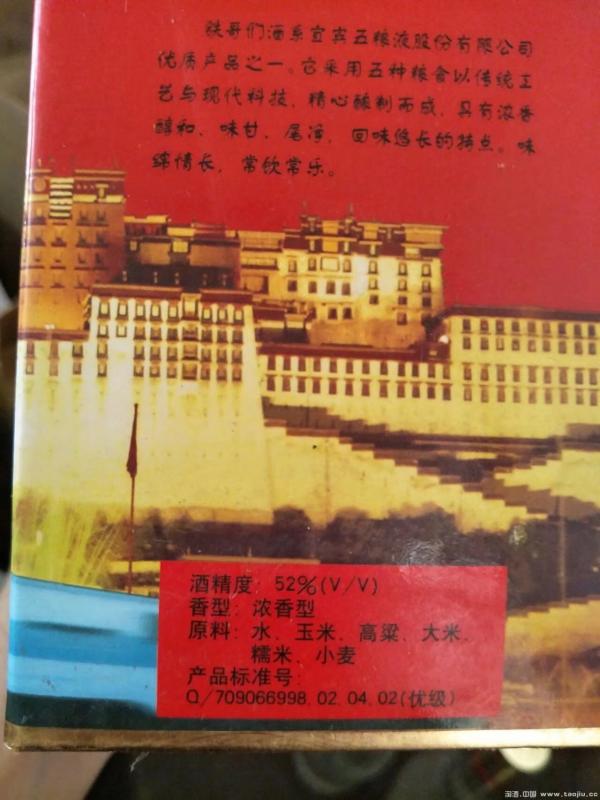 铁哥们酒系宜宾五粮液股份有限公司
优质产品之一。它采用五种粮食以传统工
艺与现代科技，精心酿制而成，具有浓香
醇和、味甘、尾净，回味悠长的特点。味
绵情长，常饮常乐。
酒精度：52%(V/V)
香型：浓香型
原料：水、玉米、高粱、大米、
糯米、小麦
产品标准号：
Q/709066998.02.04.02(优级)
淘酒.中国 www.taojiu.cc